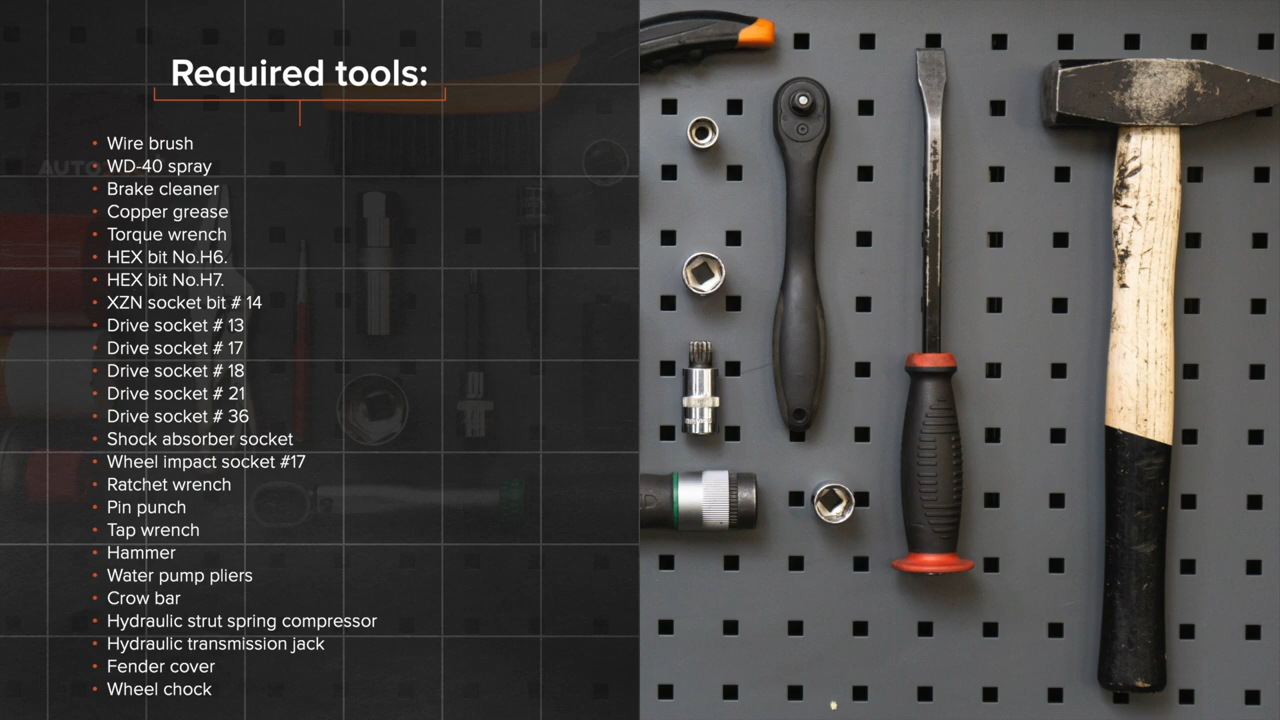 Required tools:
• Wire brush
• WD-40 spray
• Brake cleaner
• Copper grease
• Torque wrench
• HEX bit No.H6.
• HEX bit No.H7.
• XZN socket bit # 14
• Drive socket # 13
• Drive socket # 17
• Drive socket # 18
• Drive socket # 21
• Drive socket # 36
• Shock absorber socket
• Wheel impact socket #17
• Ratchet wrench
• Pin punch
• Tap wrench
• Hammer
• Water pump pliers
• Crow bar
• Hydraulic strut spring compressor
• Hydraulic transmission jack
• Fender cover
• Wheel chock